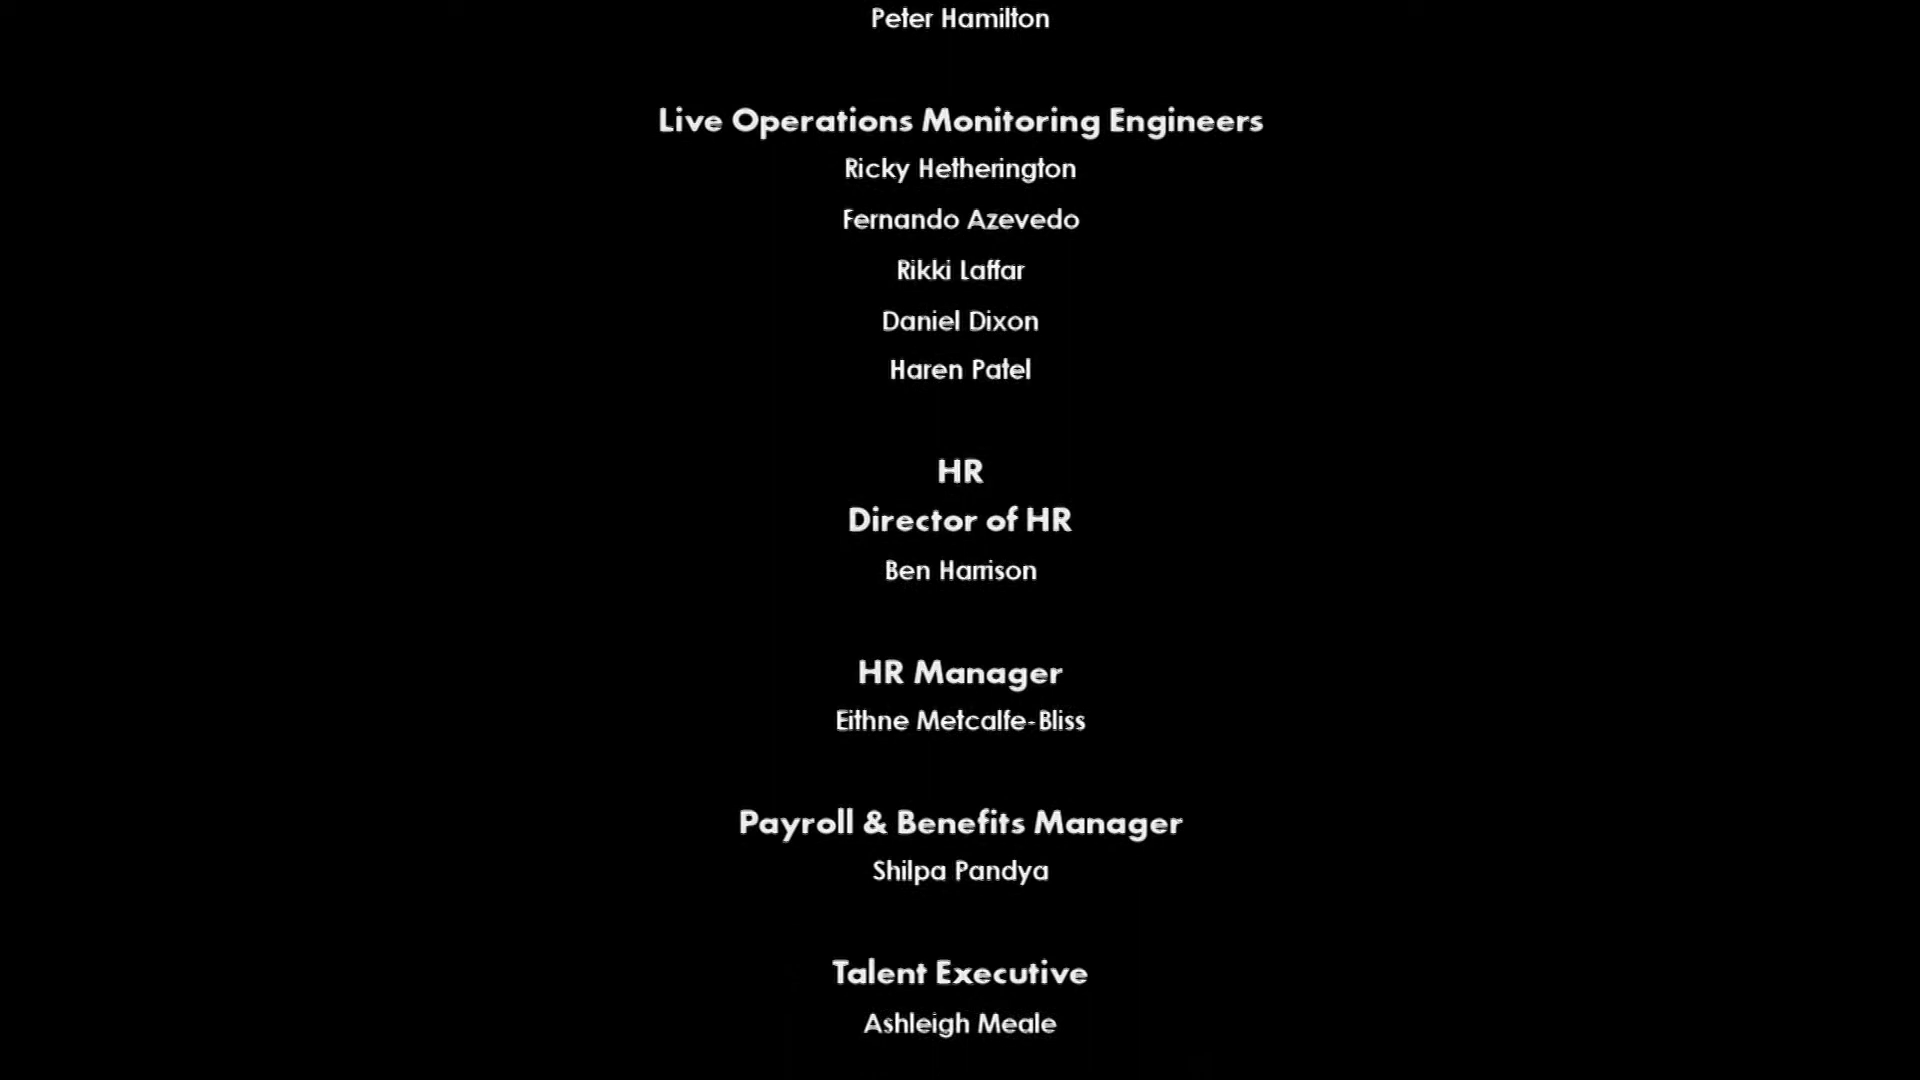 Peter Hamilton
Live Operations Monitoring Engineers
Ricky Hetherington
Fernando Azevedo
Rikki Laffar
Daniel Dixon
Haren Patel
HR
Director of HR
Ben Harrison
HR Manager
Eithne Metcalfe-Bliss
Payroll & Benefits Manager
Shilpa Pandya
Talent Executive
Ashleigh Meale